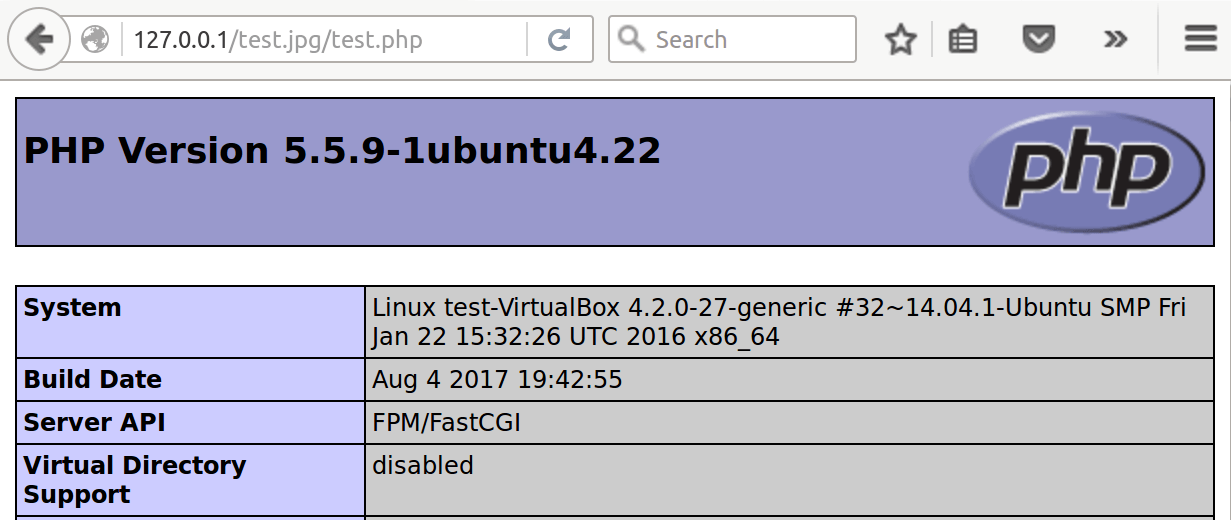 127.0.0.1/test.jpg/test.php
Search
PHP Version 5.5.9-1ubuntu4.22
php
System
Linux test-VirtualBox 4.2.0-27-generic #32~14.04.1-Ubuntu SMP Fri
Jan 22 15:32:26 UTC 2016 x86_64
Build Date
Aug 4 2017 19:42:55
Server API
FPM/FastCGI
Virtual Directory
Support
disabled